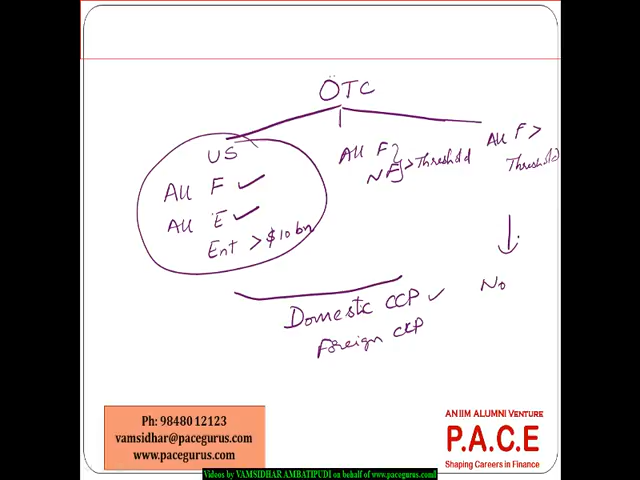 OTC
US
All F ✓
All E ✓
Ent > $10 bn
All F
NF > Threshold
All F >
Threshold
No
Domestic CCP ✓
Foreign CCP
Ph: 98480 12123
vamsidhar@pacegurus.com
www.pacegurus.com
AN IIM ALUMNI VENTURE
P.A.C.E
Shaping Careers in Finance
Videos by VAMSIDHAR AMBATIPUDI on behalf of www.pacegurus.com